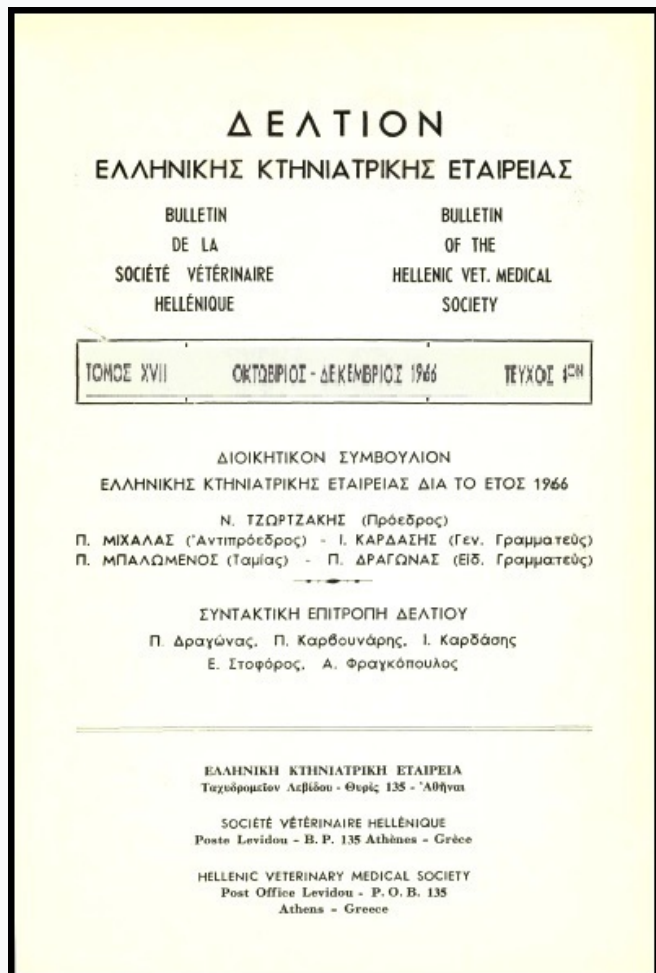 ΔΕΛΤΙΟΝ
ΕΛΛΗΝΙΚΗΣ ΚΤΗΝΙΑΤΡΙΚΗΣ ΕΤΑΙΡΕΙΑΣ
BULLETIN
DE LA
SOCIÉTÉ VÉTÉRINAIRE
HELLÉNIQUE
BULLETIN
OF THE
HELLENIC VET. MEDICAL
SOCIETY
ΤΟΜΟΣ XVII ΟΚΤΩΒΡΙΟΣ - ΔΕΚΕΜΒΡΙΟΣ 1966 ΤΕΥΧΟΣ 4ΟΝ
ΔΙΟΙΚΗΤΙΚΟΝ ΣΥΜΒΟΥΛΙΟΝ
ΕΛΛΗΝΙΚΗΣ ΚΤΗΝΙΑΤΡΙΚΗΣ ΕΤΑΙΡΕΙΑΣ ΔΙΑ ΤΟ ΕΤΟΣ 1966
Ν. ΤΖΩΡΤΖΑΚΗΣ (Πρόεδρος)
Π. ΜΙΧΑΛΑΣ (Ἀντιπρόεδρος) - Ι. ΚΑΡΔΑΣΗΣ (Γεν. Γραμματεὺς)
Π. ΜΠΑΛΩΜΕΝΟΣ (Ταμίας) - Π. ΔΡΑΓΩΝΑΣ (Εἰδ. Γραμματεὺς)
ΣΥΝΤΑΚΤΙΚΗ ΕΠΙΤΡΟΠΗ ΔΕΛΤΙΟΥ
Π. Δραγώνας, Π. Καρβουνάρης, Ι. Καρδάσης
Ε. Στοφόρος, Α. Φραγκόπουλος
ΕΛΛΗΝΙΚΗ ΚΤΗΝΙΑΤΡΙΚΗ ΕΤΑΙΡΕΙΑ
Ταχυδρομεῖον Λεβίδου - Θυρὶς 135 - Ἀθῆναι
SOCIÉTÉ VÉTÉRINAIRE HELLÉNIQUE
Poste Levidou - B. P. 135 Athènes - Grèce
HELLENIC VETERINARY MEDICAL SOCIETY
Post Office Levidou - P. O. B. 135
Athens - Greece